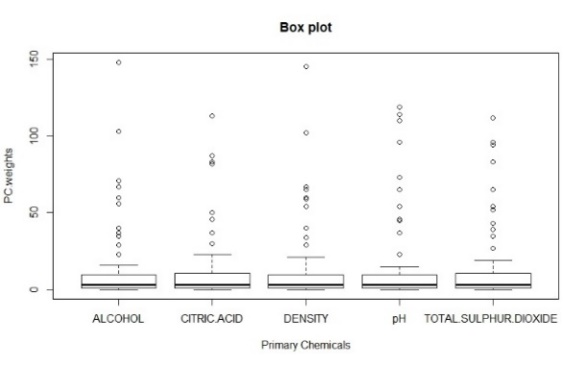 Box plot
PC weights
150
100
50
0
ALCOHOL CITRIC.ACID DENSITY pH TOTAL.SULPHUR.DIOXIDE
Primary Chemicals